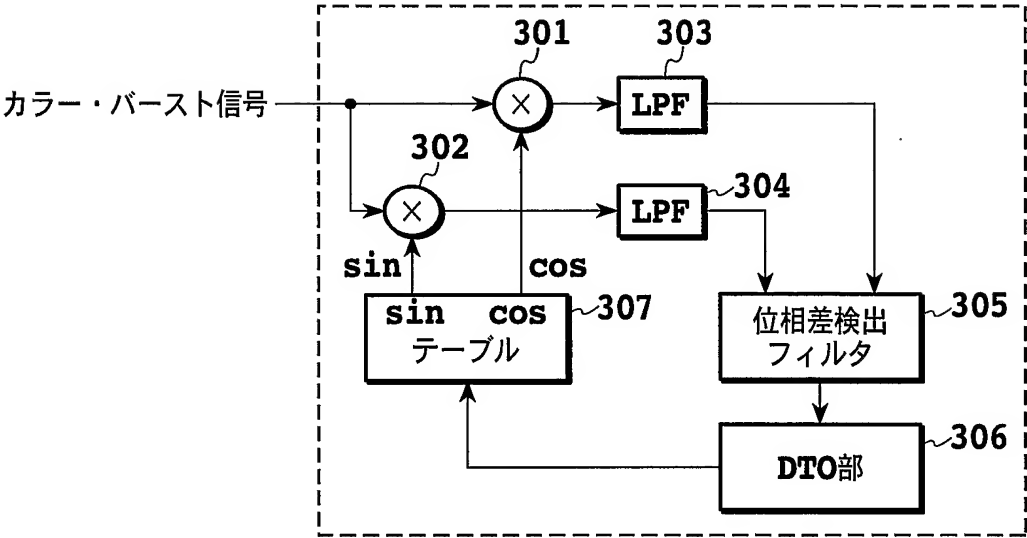 301
303
カラー・バースト信号
LPF
302
304
LPF
sin
cos
sin cos
307
テーブル
305
位相差検出
フィルタ
306
DTO部